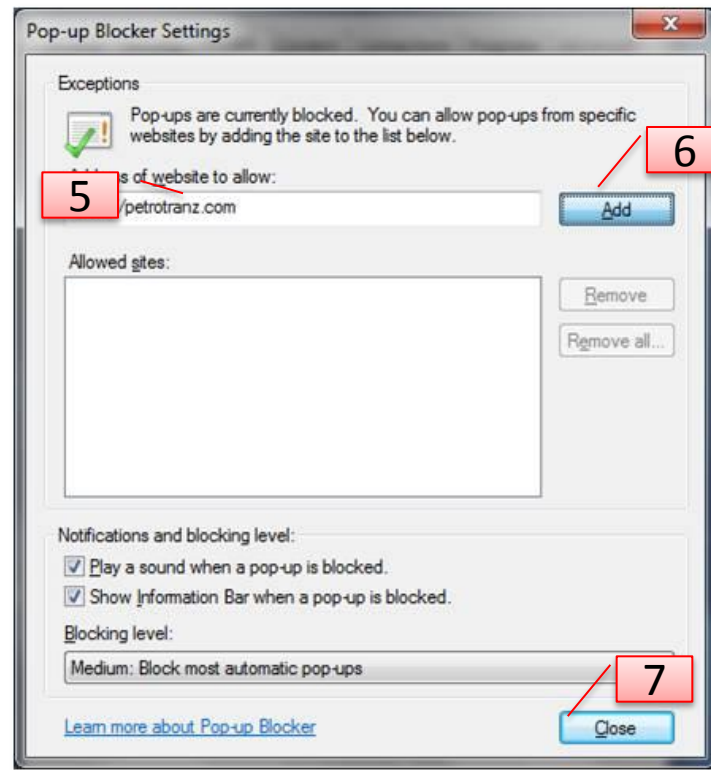 Pop-up Blocker Settings
Exceptions
Pop-ups are currently blocked. You can allow pop-ups from specific
websites by adding the site to the list below.
6
of website to allow:
5
/petrotranz.com
Add
Allowed sites:
Remove
Remove all...
Notifications and blocking level:
Play a sound when a pop-up is blocked.
Show Information Bar when a pop-up is blocked.
Blocking level:
Medium: Block most automatic pop-ups
7
Learn more about Pop-up Blocker
Close